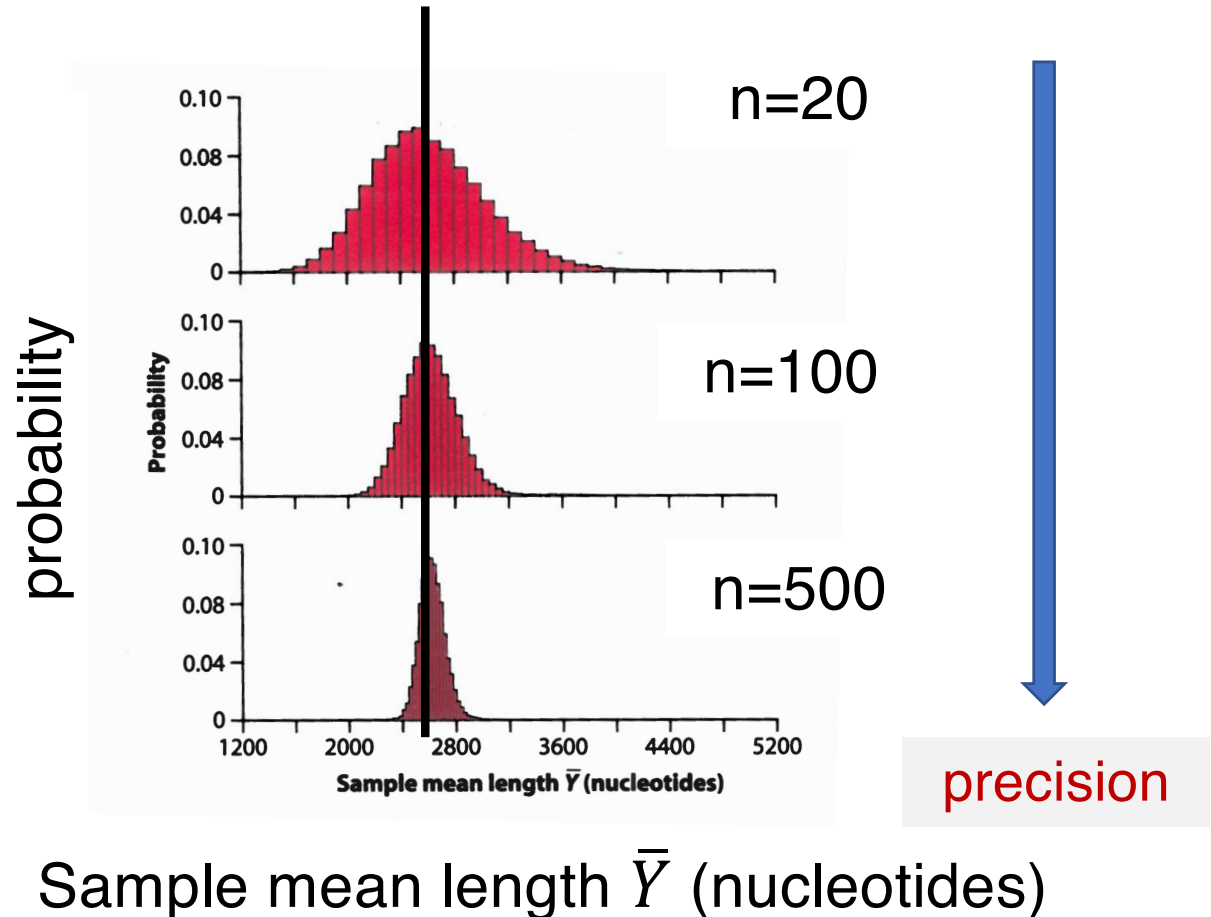 n=20
0.10
0.08
0.04
0
n=100
0.10
0.08
0.04
0
Probability
probability
n=500
0.10
0.08
0.04
0
1200 2000 2800 3600 4400 5200
Sample mean length Ȳ (nucleotides)
precision
Sample mean length Ȳ (nucleotides)